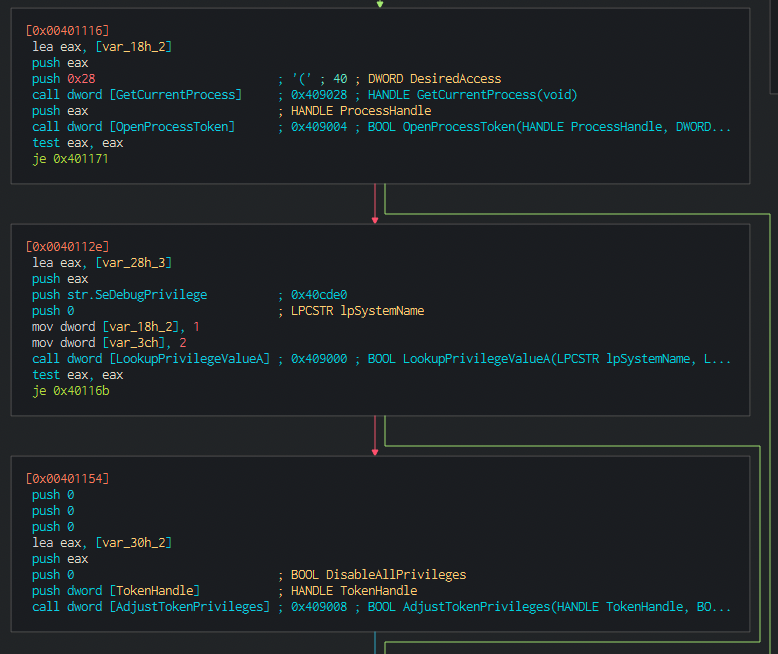 [0x00401116]
lea eax, [var_18h_2]
push eax
push 0x28 ; '(' ; 40 ; DWORD DesiredAccess
call dword [GetCurrentProcess] ; 0x409028 ; HANDLE GetCurrentProcess(void)
push eax ; HANDLE ProcessHandle
call dword [OpenProcessToken] ; 0x409004 ; BOOL OpenProcessToken(HANDLE ProcessHandle, DWORD...
test eax, eax
je 0x401171
[0x0040112e]
lea eax, [var_28h_3]
push eax
push str.SeDebugPrivilege ; 0x40cde0
push 0 ; LPCSTR lpSystemName
mov dword [var_18h_2], 1
mov dword [var_3ch], 2
call dword [LookupPrivilegeValueA] ; 0x409000 ; BOOL LookupPrivilegeValueA(LPCSTR lpSystemName, L...
test eax, eax
je 0x40116b
[0x00401154]
push 0
push 0
push 0
lea eax, [var_30h_2]
push eax
push 0 ; BOOL DisableAllPrivileges
push dword [TokenHandle] ; HANDLE TokenHandle
call dword [AdjustTokenPrivileges] ; 0x409008 ; BOOL AdjustTokenPrivileges(HANDLE TokenHandle, BO...